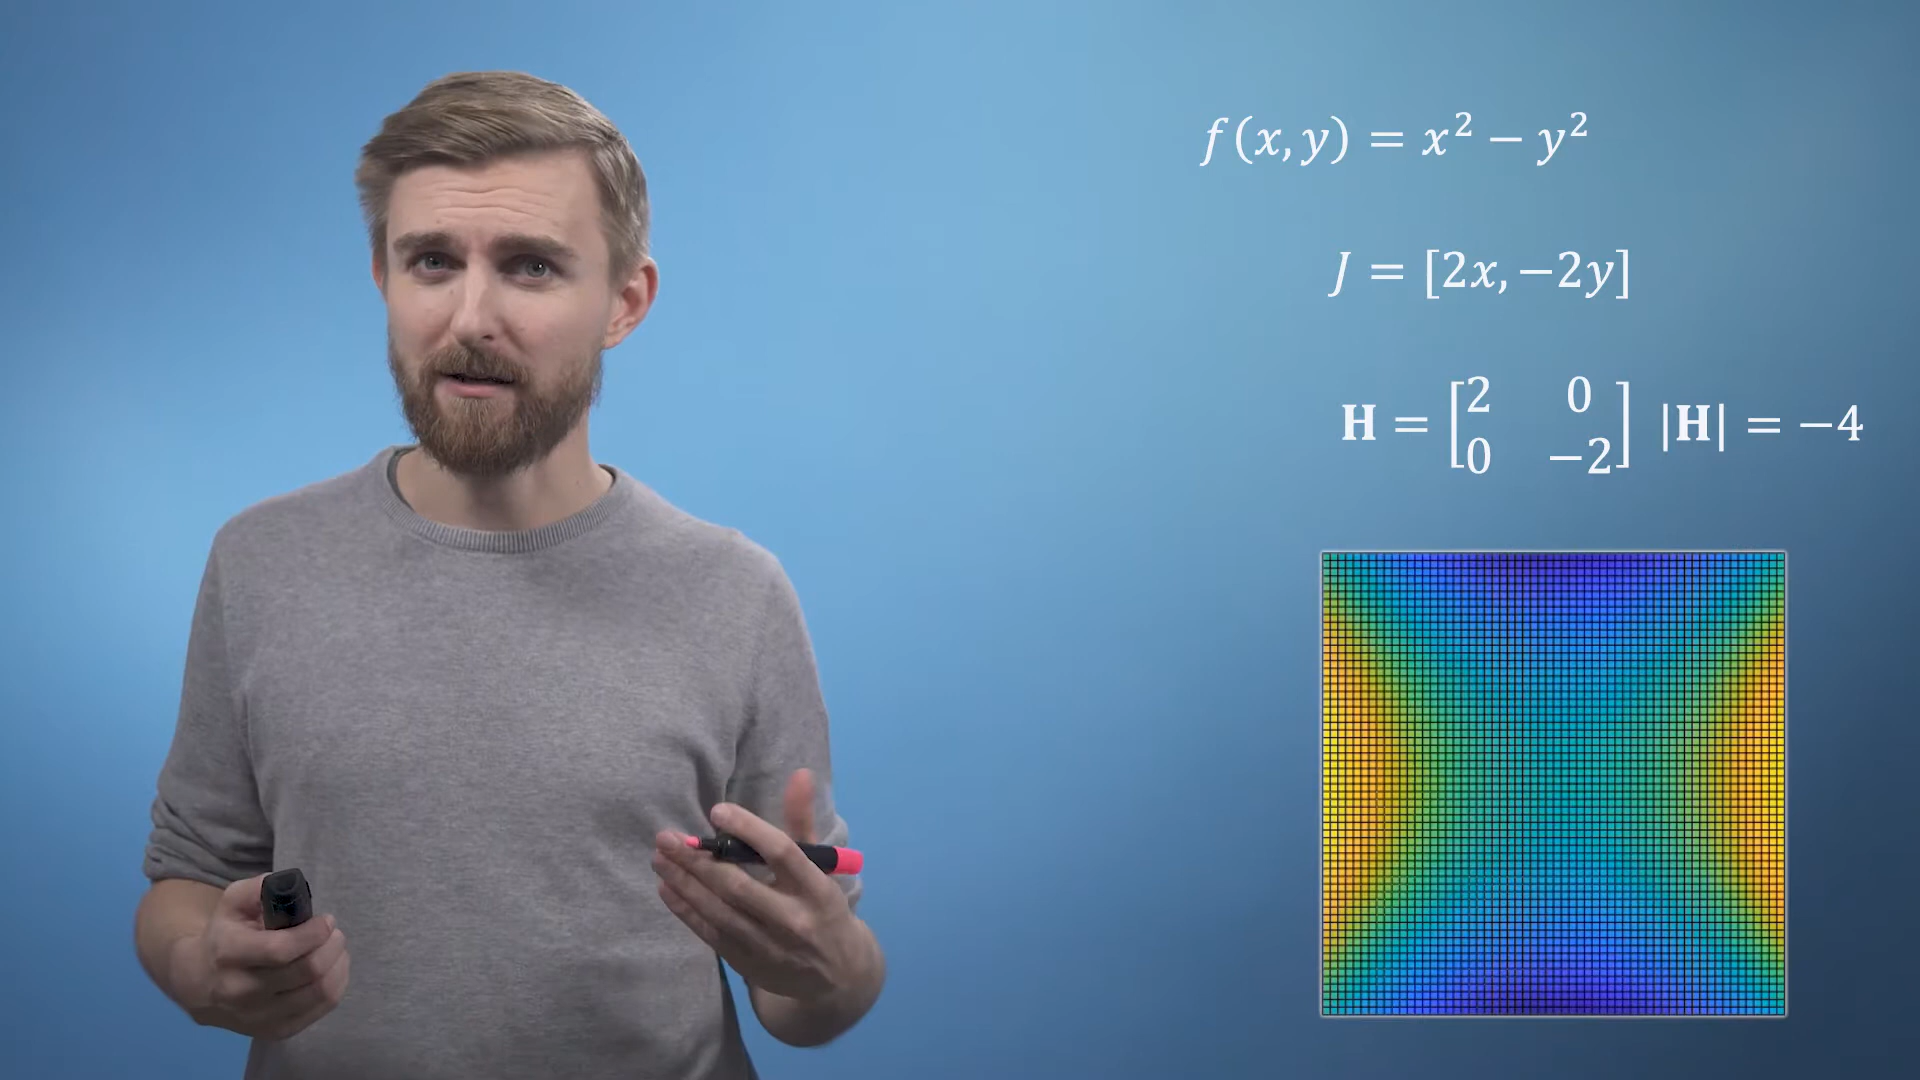 f(x, y) = x² − y²
J = [2x, −2y]
H = [2 0
0 −2] |H| = −4